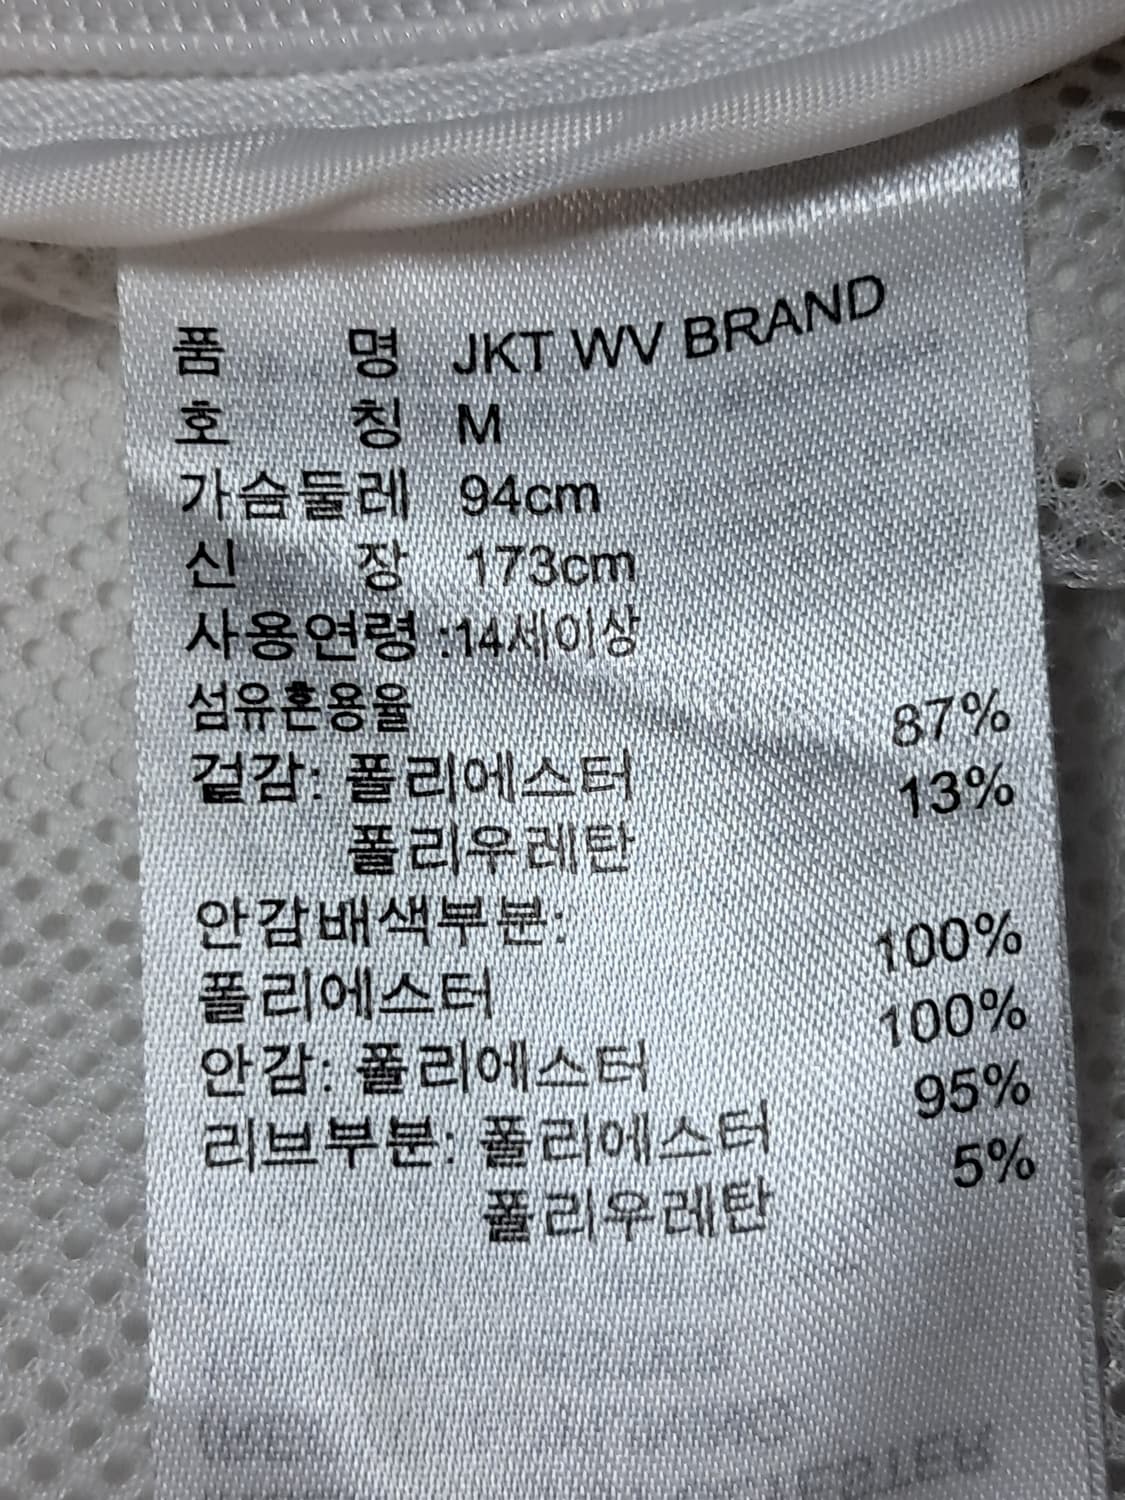 품 명 JKT WV BRAND
호 칭 M
가슴둘레 94cm
신 장 173cm
사용연령 :14세이상
섬유혼용율
겉감: 폴리에스터 87%
폴리우레탄 13%
안감배색부분:
폴리에스터 100%
안감: 폴리에스터 100%
리브부분: 폴리에스터 95%
폴리우레탄 5%